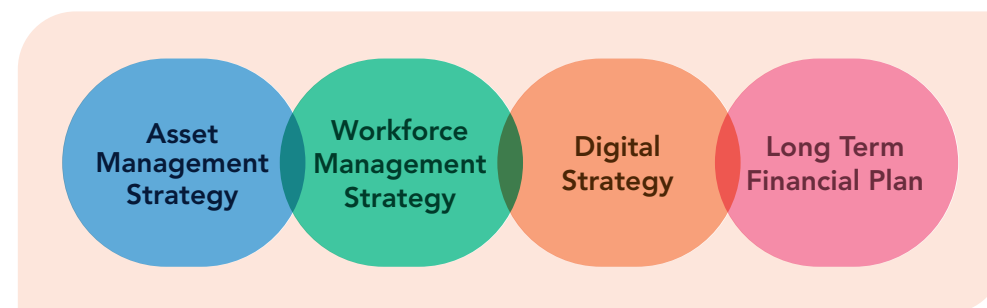 Asset
Management
Strategy
Workforce
Management
Strategy
Digital
Strategy
Long Term
Financial Plan